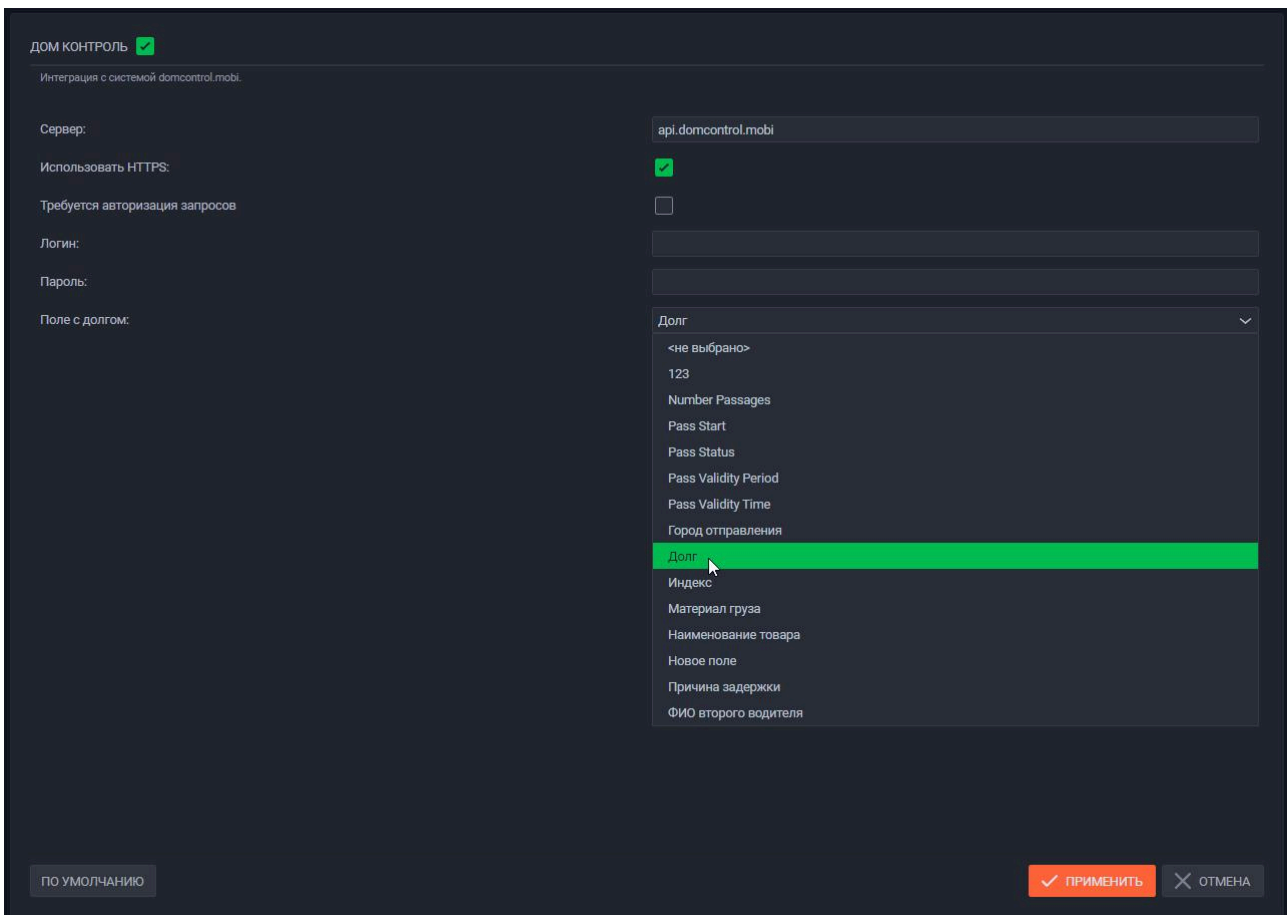 ДОМ КОНТРОЛЬ
Интеграция с системой domcontrol.mobi.
Сервер: api.domcontrol.mobi
Использовать HTTPS:
Требуется авторизация запросов
Логин:
Пароль:
Поле с долгом: Долг
<не выбрано>
123
Number Passages
Pass Start
Pass Status
Pass Validity Period
Pass Validity Time
Город отправления
Долг
Индекс
Материал груза
Наименование товара
Новое поле
Причина задержки
ФИО второго водителя
ПО УМОЛЧАНИЮ ПРИМЕНИТЬ ОТМЕНА